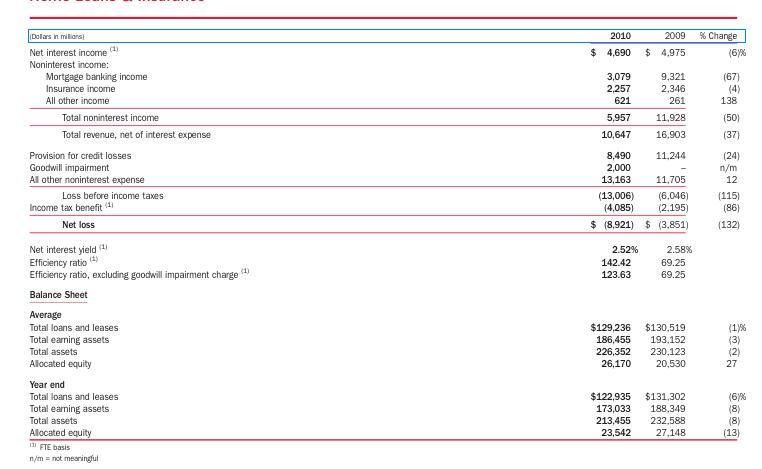 (Dollars in millions) 2010 2009 % Change
Net interest income (1) $ 4,690 $ 4,975 (6)%
Noninterest income:
Mortgage banking income 3,079 9,321 (67)
Insurance income 2,257 2,346 (4)
All other income 621 261 138
Total noninterest income 5,957 11,928 (50)
Total revenue, net of interest expense 10,647 16,903 (37)
Provision for credit losses 8,490 11,244 (24)
Goodwill impairment 2,000 – n/m
All other noninterest expense 13,163 11,705 12
Loss before income taxes (13,006) (6,046) (115)
Income tax benefit (1) (4,085) (2,195) (86)
Net loss $ (8,921) $ (3,851) (132)
Net interest yield (1) 2.52% 2.58%
Efficiency ratio (1) 142.42 69.25
Efficiency ratio, excluding goodwill impairment charge (1) 123.63 69.25
Balance Sheet
Average
Total loans and leases $129,236 $130,519 (1)%
Total earning assets 186,455 193,152 (3)
Total assets 226,352 230,123 (2)
Allocated equity 26,170 20,530 27
Year end
Total loans and leases $122,935 $131,302 (6)%
Total earning assets 173,033 188,349 (8)
Total assets 213,455 232,588 (8)
Allocated equity 23,542 27,148 (13)
(1) FTE basis
n/m = not meaningful